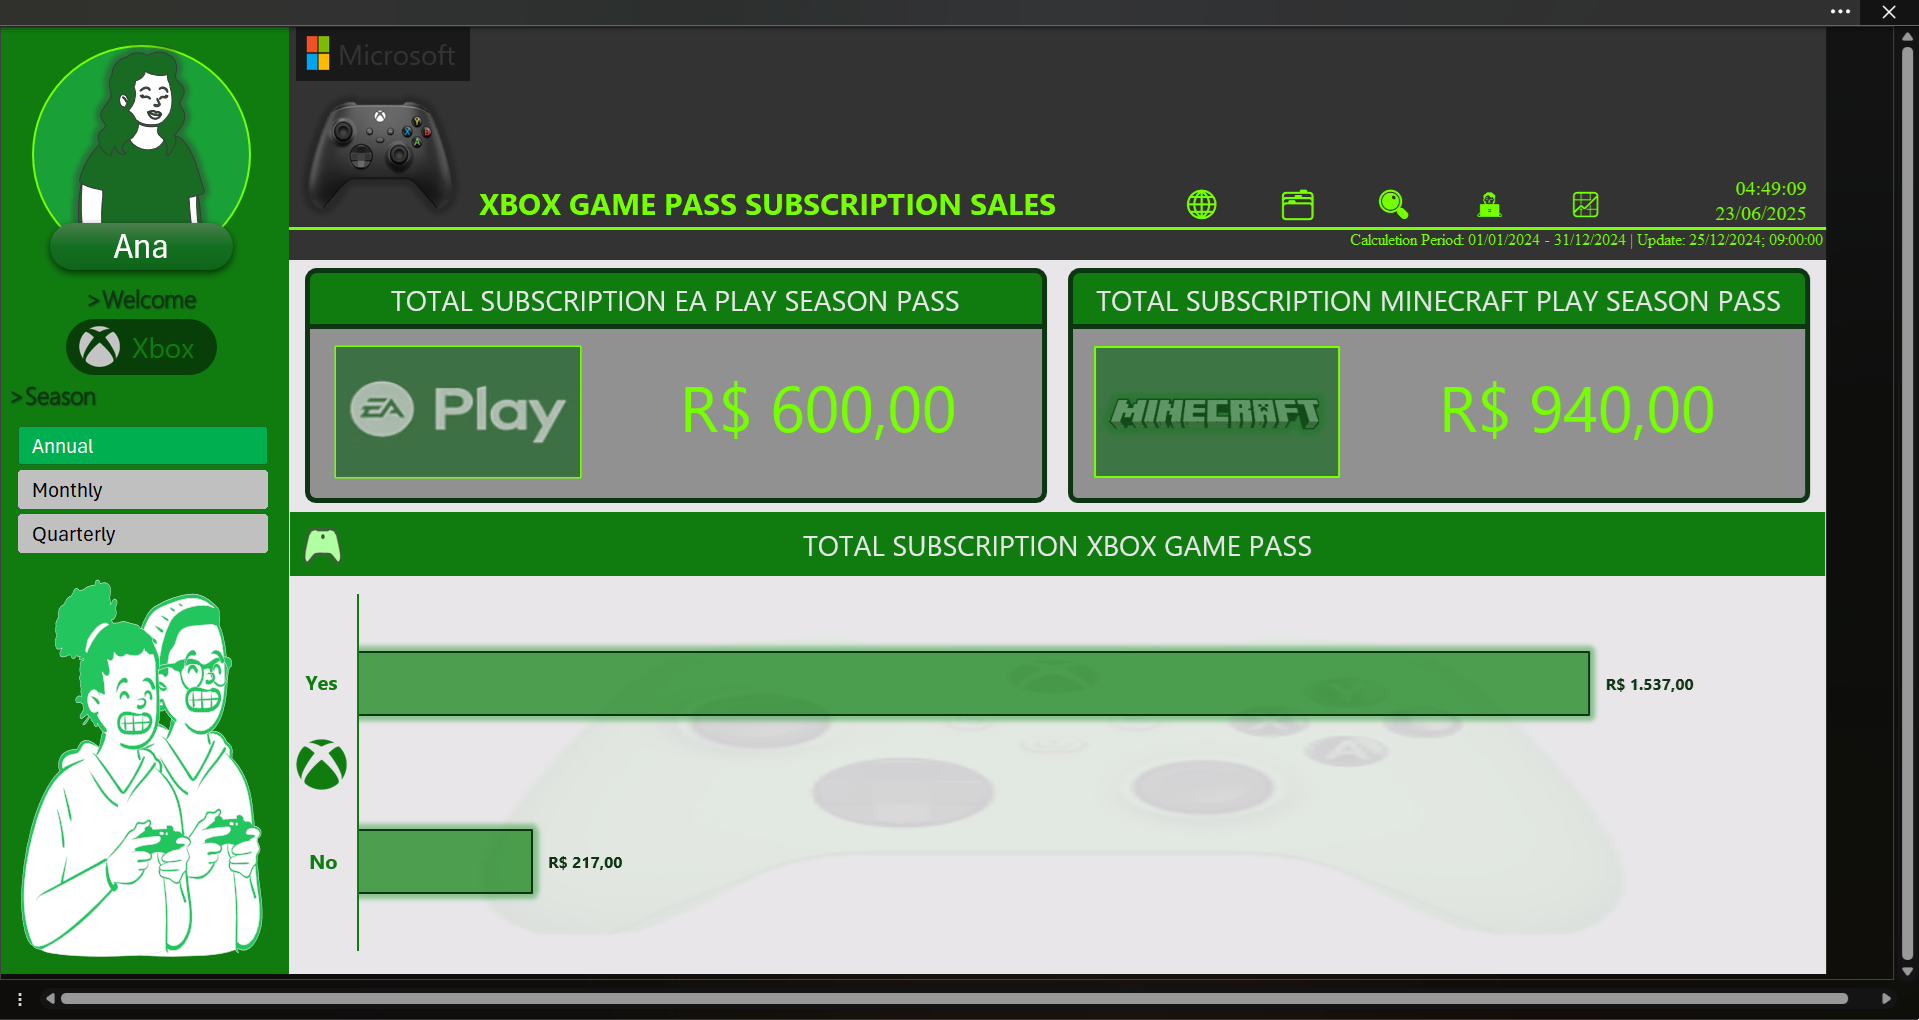 Microsoft
XBOX GAME PASS SUBSCRIPTION SALES
04:49:09
23/06/2025
Calculetion Period: 01/01/2024 - 31/12/2024 | Update: 25/12/2024; 09:00:00
Ana
>Welcome
Xbox
>Season
Annual
Monthly
Quarterly
TOTAL SUBSCRIPTION EA PLAY SEASON PASS
EA Play
R$ 600,00
TOTAL SUBSCRIPTION MINECRAFT PLAY SEASON PASS
MINECRAFT
R$ 940,00
TOTAL SUBSCRIPTION XBOX GAME PASS
Yes
R$ 1.537,00
No
R$ 217,00